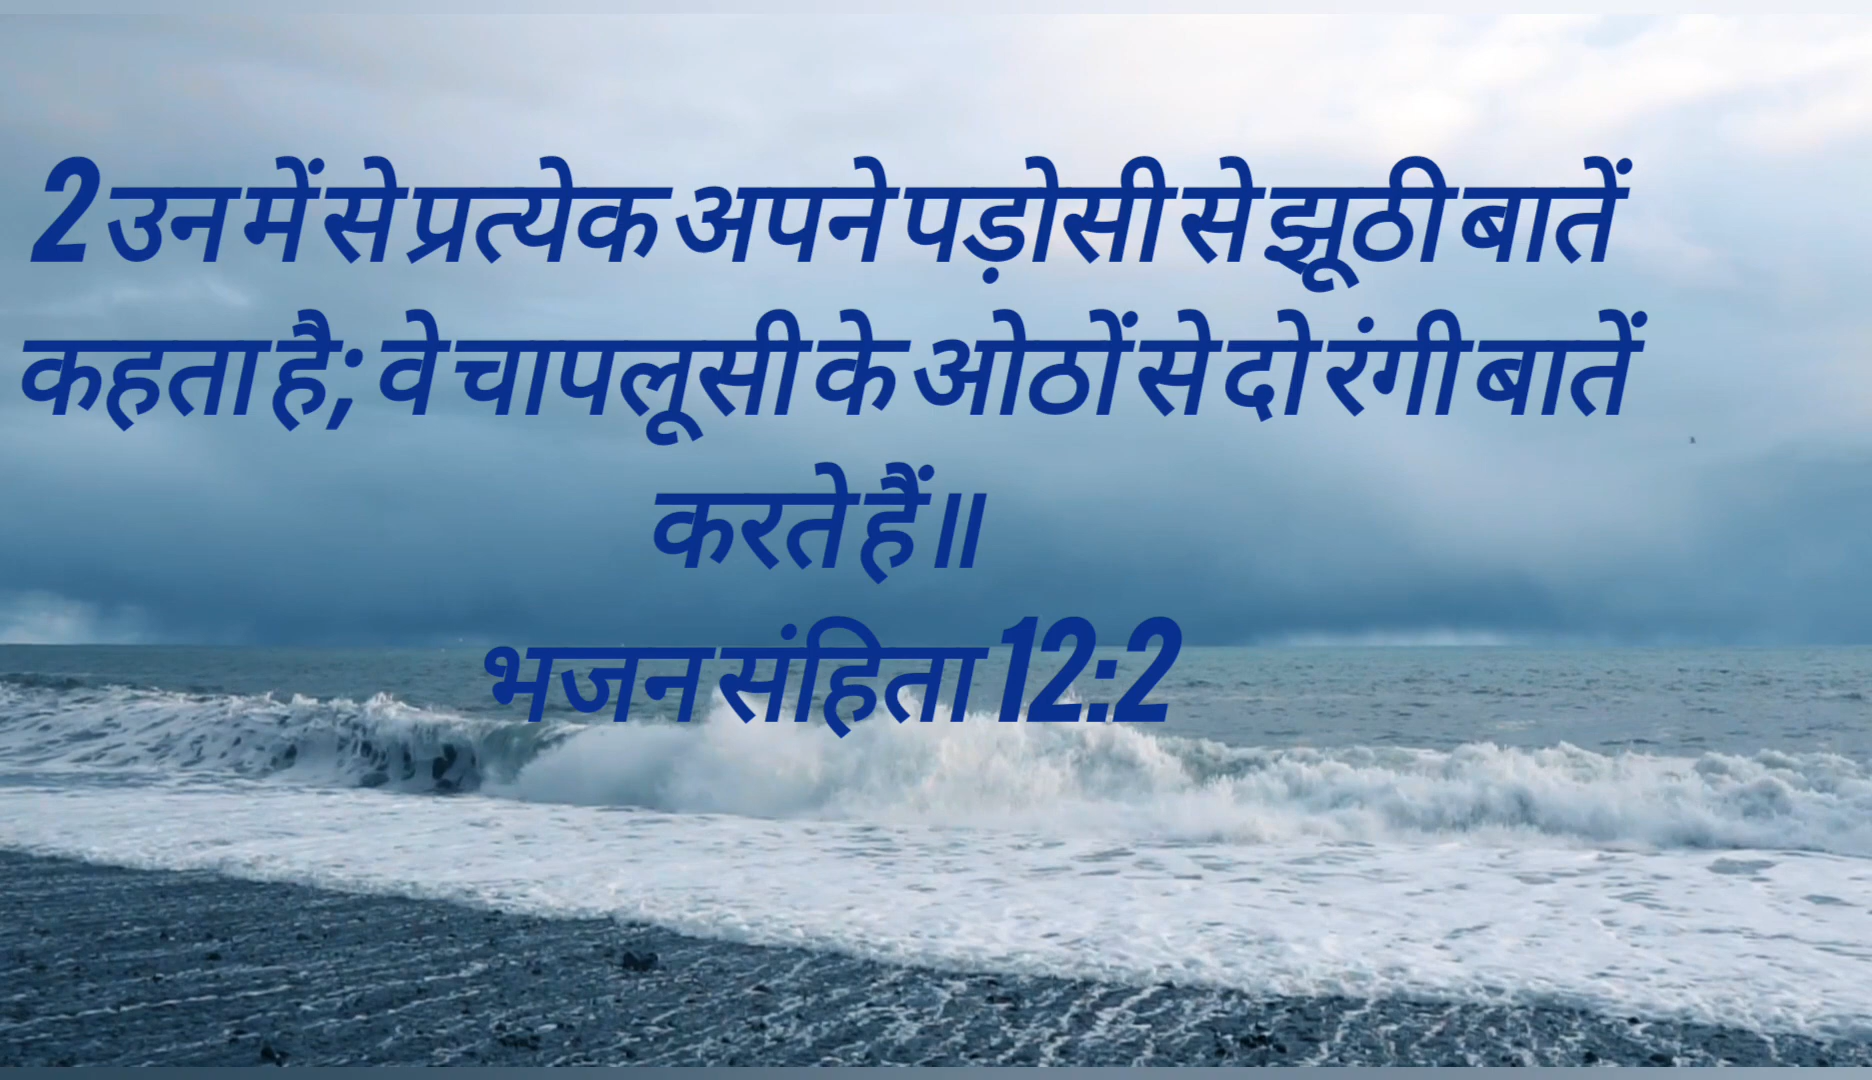 2 उन में से प्रत्येक अपने पड़ोसी से झूठी बातें
कहता है; वे चापलूसी के ओठों से दो रंगी बातें
करते हैं॥
भजन संहिता 12:2